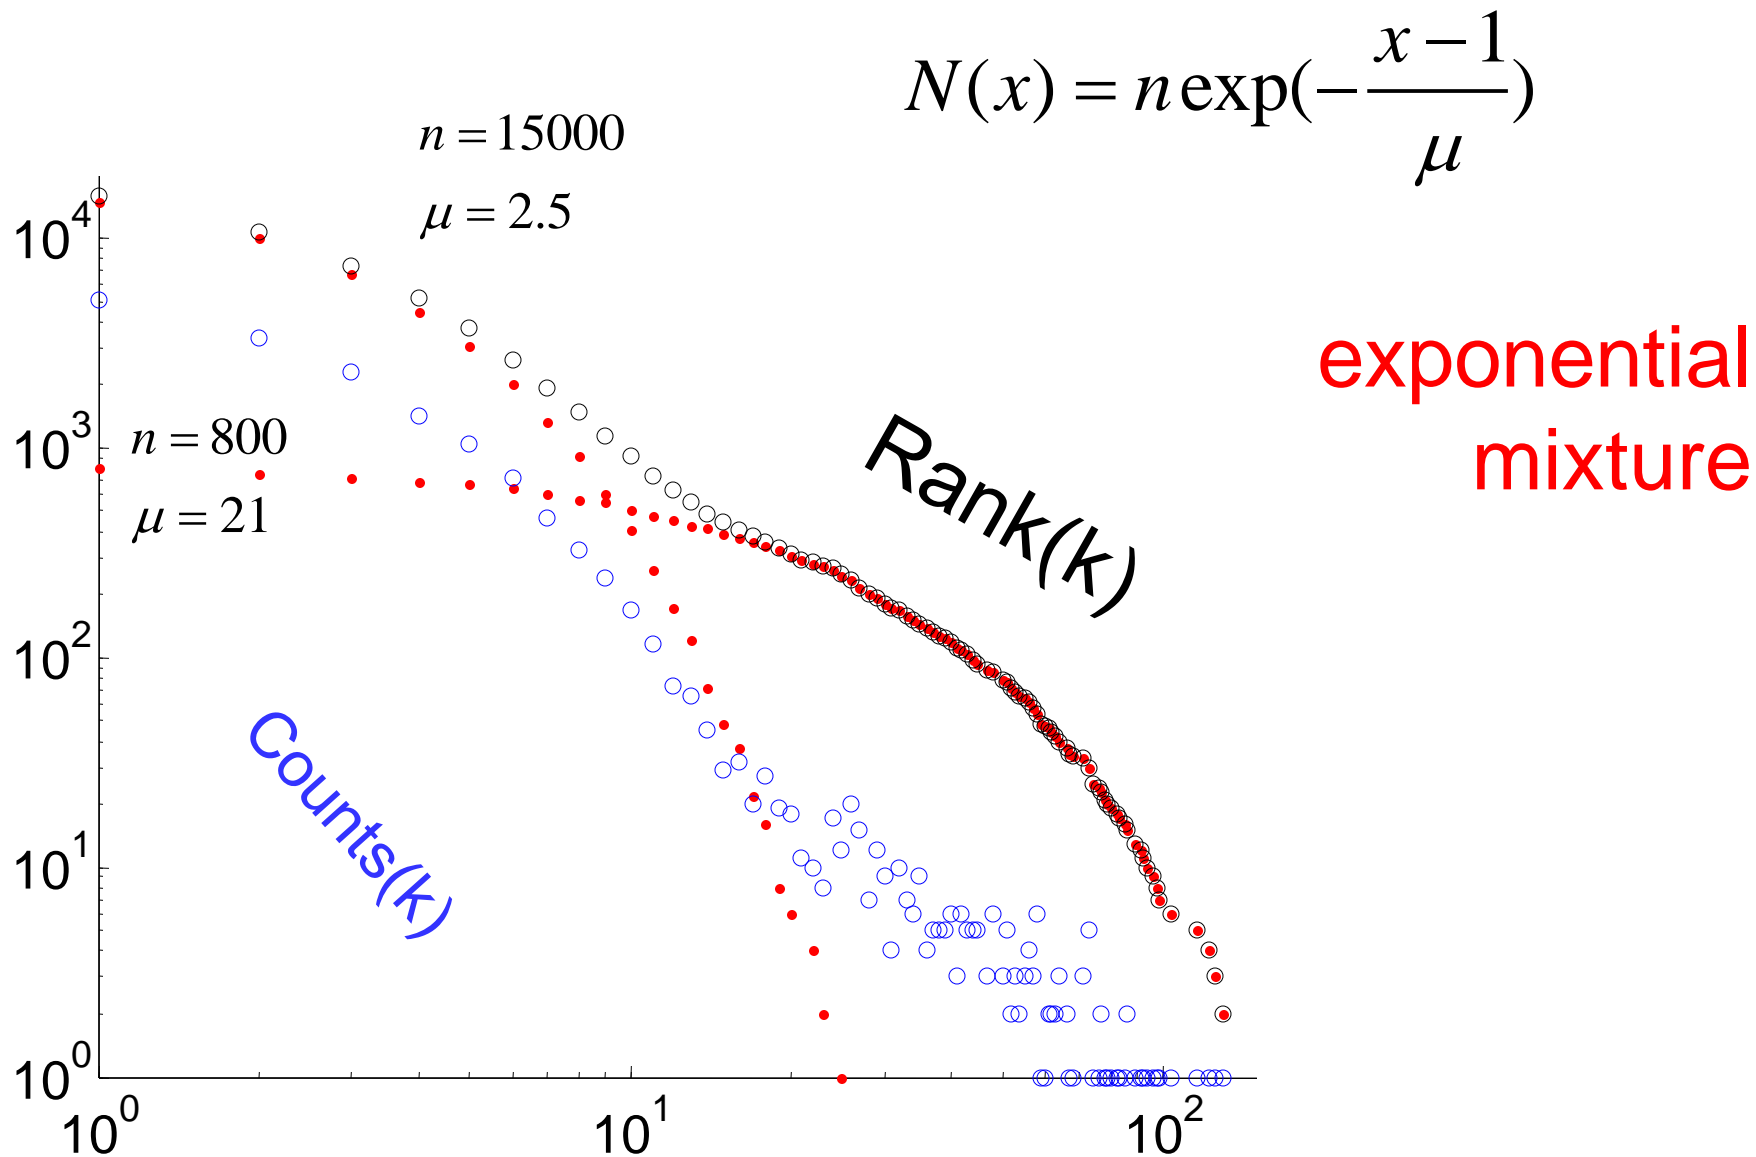 N(x) = n exp(-\frac{x-1}{μ})
n = 15000
μ = 2.5
10^4
exponential
mixture
10^3
n = 800
Rank(k)
μ = 21
10^2
Counts(k)
10^1
10^0
10^0 10^1 10^2